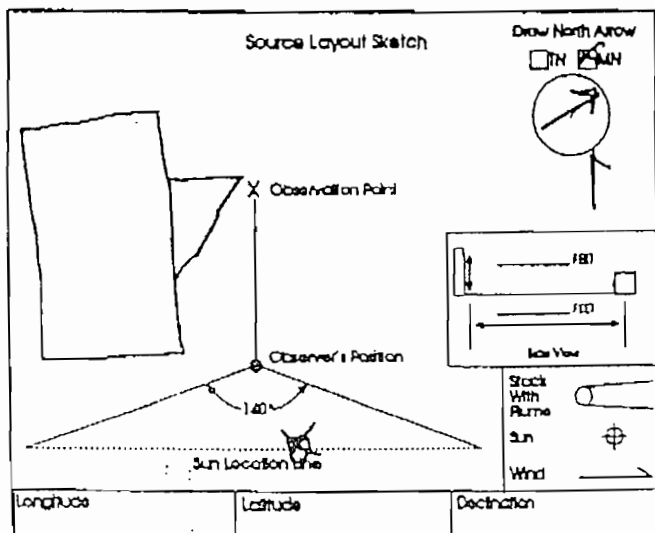 Source Layout Sketch
Draw North Arrow
TN MN
X Observation Point
Observer's Position
140°
Sun Location Line
Side View
Stack
With
Plume
Sun
Wind
Longitude
Latitude
Declination